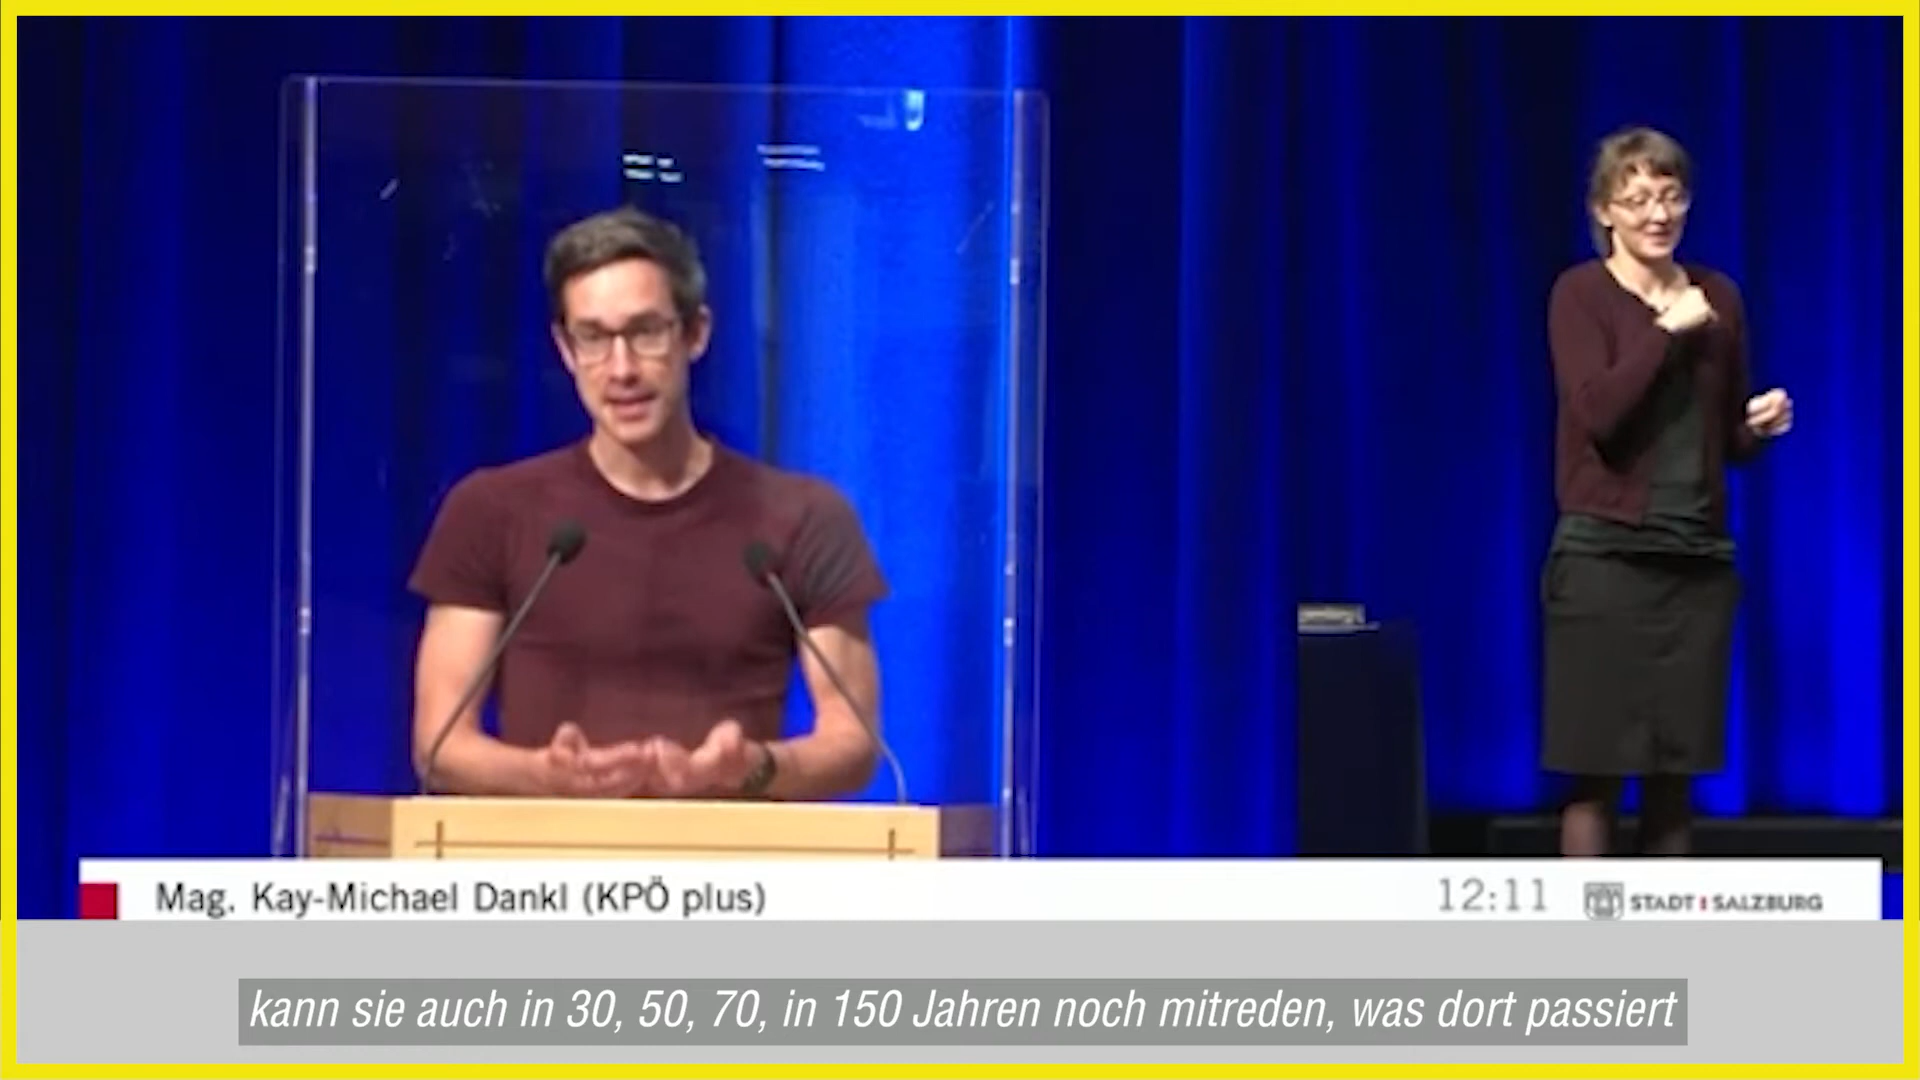 Mag. Kay-Michael Dankl (KPÖ plus)
12:11
STADT:SALZBURG
kann sie auch in 30, 50, 70, in 150 Jahren noch mitreden, was dort passiert